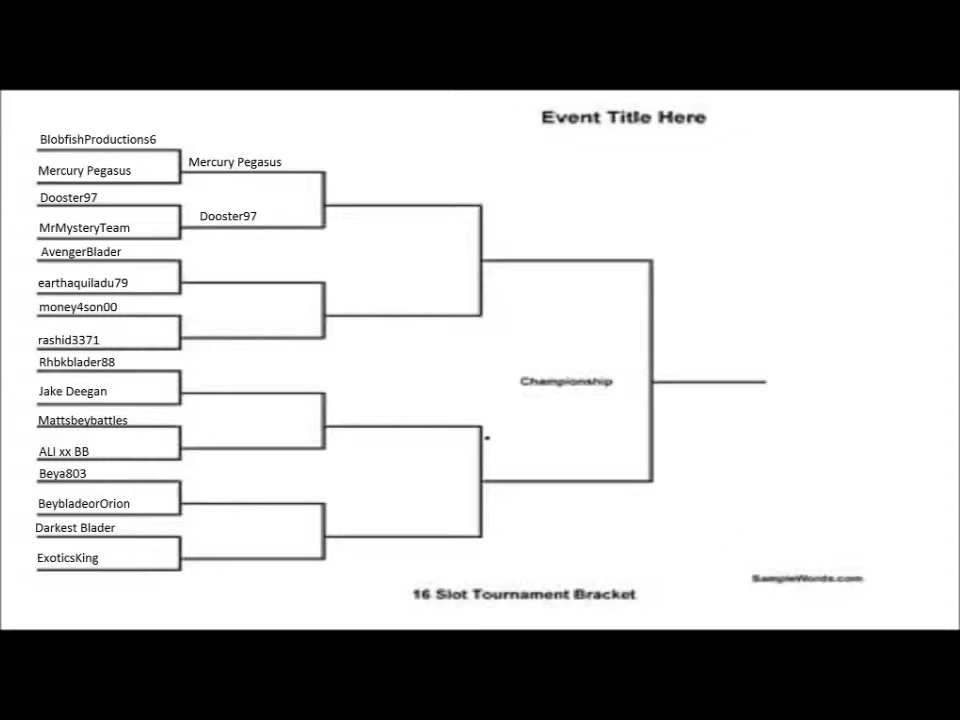 Event Title Here
BlobfishProductions6
Mercury Pegasus
Mercury Pegasus
Dooster97
Dooster97
MrMysteryTeam
AvengerBlader
earthaquiladu79
money4son00
rashid3371
Rhbkblader88
Championship
Jake Deegan
Mattsbeybattles
ALI xx BB
Beya803
BeybladeorOrion
Darkest Blader
ExoticsKing
SampleWords.com
16 Slot Tournament Bracket